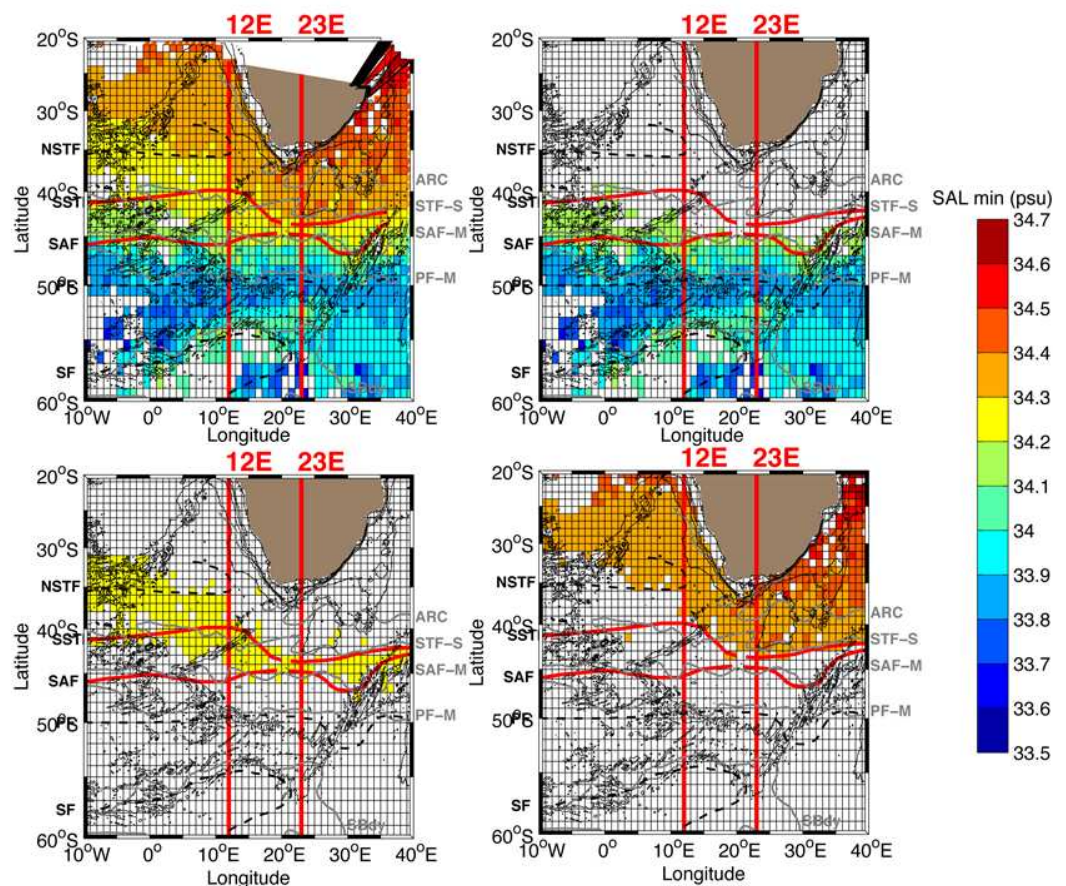 12E 23E
20°S
30°S
NSTF
40°S
SST
SAF
50°S
SF
60°S
10°W 0° 10°E 20°E 30°E 40°E
Longitude
Latitude
ARC
STF-S
SAF-M
PF-M
SBdy
12E 23E
20°S
30°S
NSTF
40°S
SST
SAF
50°S
SF
60°S
10°W 0° 10°E 20°E 30°E 40°E
Longitude
Latitude
ARC
STF-S
SAF-M
PF-M
SBdy
SAL min (psu)
34.7
34.6
34.5
34.4
34.3
34.2
34.1
34
33.9
33.8
33.7
33.6
33.5
12E 23E
20°S
30°S
NSTF
40°S
SST
SAF
50°S
SF
60°S
10°W 0° 10°E 20°E 30°E 40°E
Longitude
Latitude
ARC
STF-S
SAF-M
PF-M
SBdy
12E 23E
20°S
30°S
NSTF
40°S
SST
SAF
50°S
SF
60°S
10°W 0° 10°E 20°E 30°E 40°E
Longitude
Latitude
ARC
STF-S
SAF-M
PF-M
SBdy